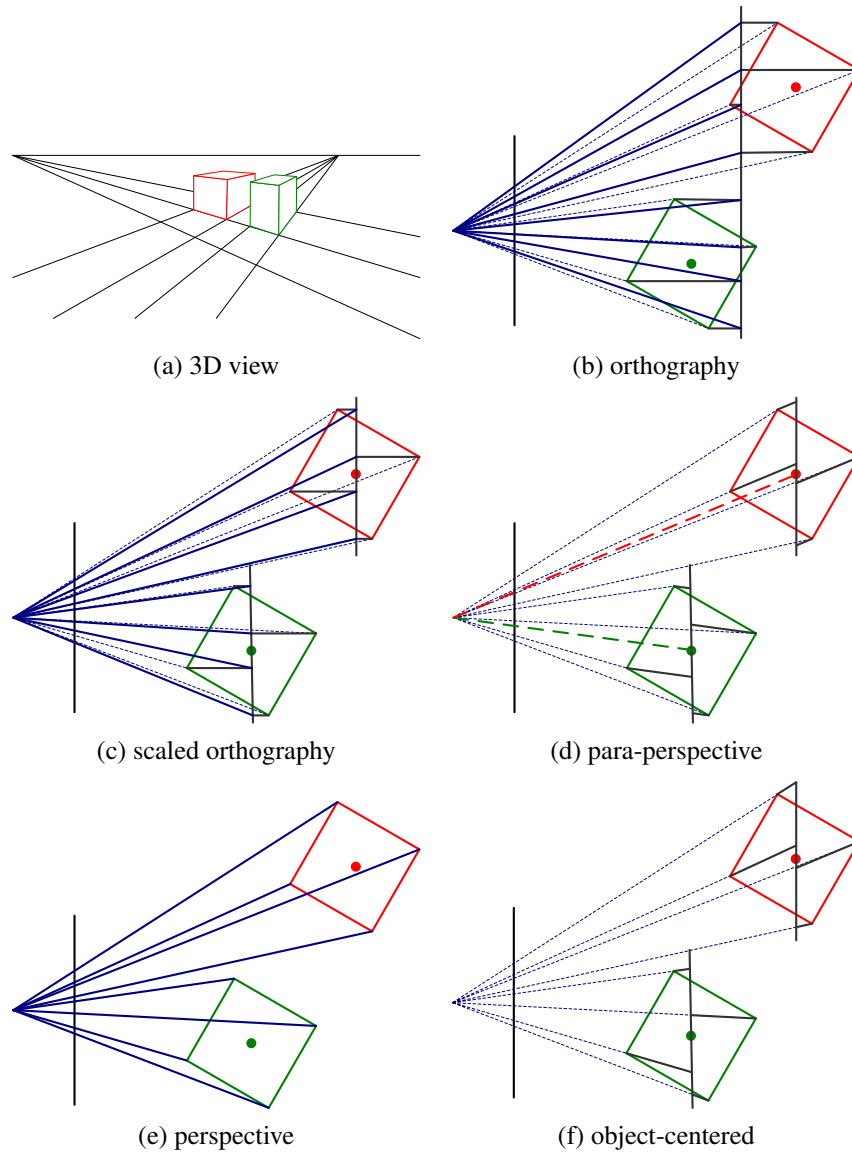 (a) 3D view
(b) orthography
(c) scaled orthography
(d) para-perspective
(e) perspective
(f) object-centered